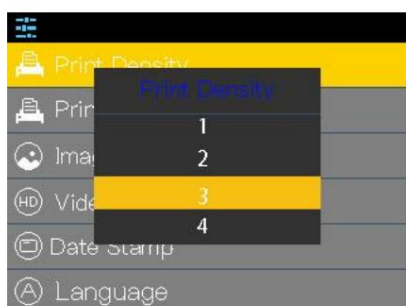 Print Density
Print Density
Prin
1
2
Ima
3
Vide
4
Date Stamp
Language